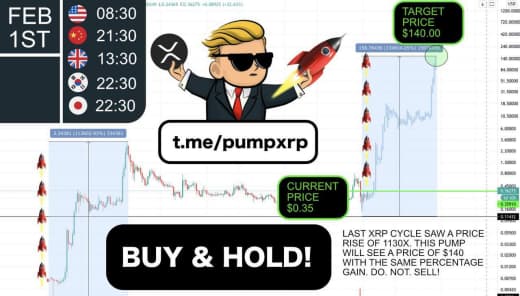 FEB
1ST
08:30
21:30
13:30
22:30
22:30
TARGET
PRICE
$140.00
t.me/pumpxrp
CURRENT
PRICE
$0.35
BUY & HOLD!
LAST XRP CYCLE SAW A PRICE
RISE OF 1130X. THIS PUMP
WILL SEE A PRICE OF $140
WITH THE SAME PERCENTAGE
GAIN. DO. NOT. SELL!